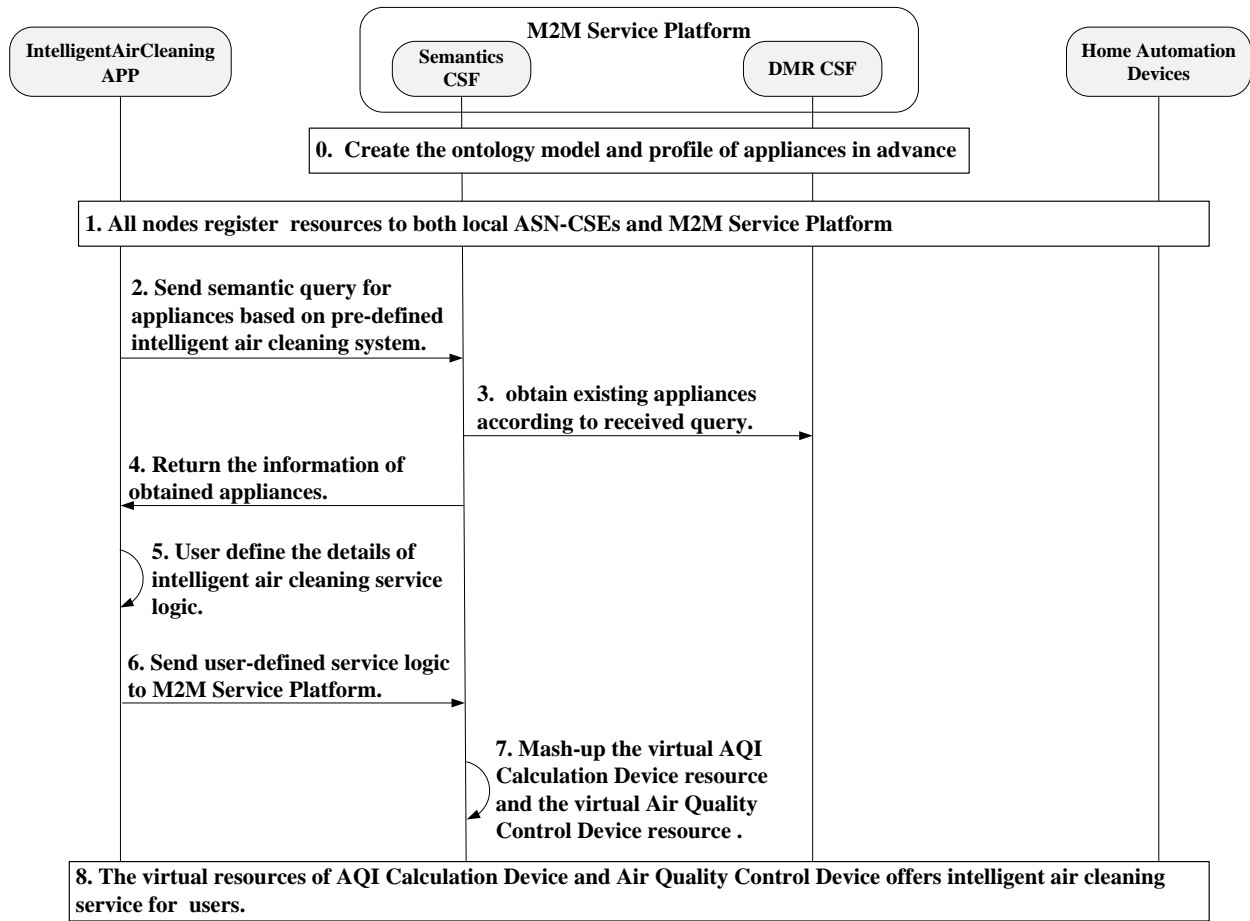 M2M Service Platform
IntelligentAirCleaning
APP
Semantics
CSF
DMR CSF
Home Automation
Devices
0.  Create the ontology model and profile of appliances in advance
1. All nodes register  resources to both local ASN-CSEs and M2M Service Platform
2. Send semantic query for
appliances based on pre-defined
intelligent air cleaning system.
3.  obtain existing appliances
according to received query.
4. Return the information of
obtained appliances.
5. User define the details of
intelligent air cleaning service
logic.
6. Send user-defined service logic
to M2M Service Platform.
7. Mash-up the virtual AQI
Calculation Device resource
and the virtual Air Quality
Control Device resource .
8. The virtual resources of AQI Calculation Device and Air Quality Control Device offers intelligent air cleaning
service for  users.